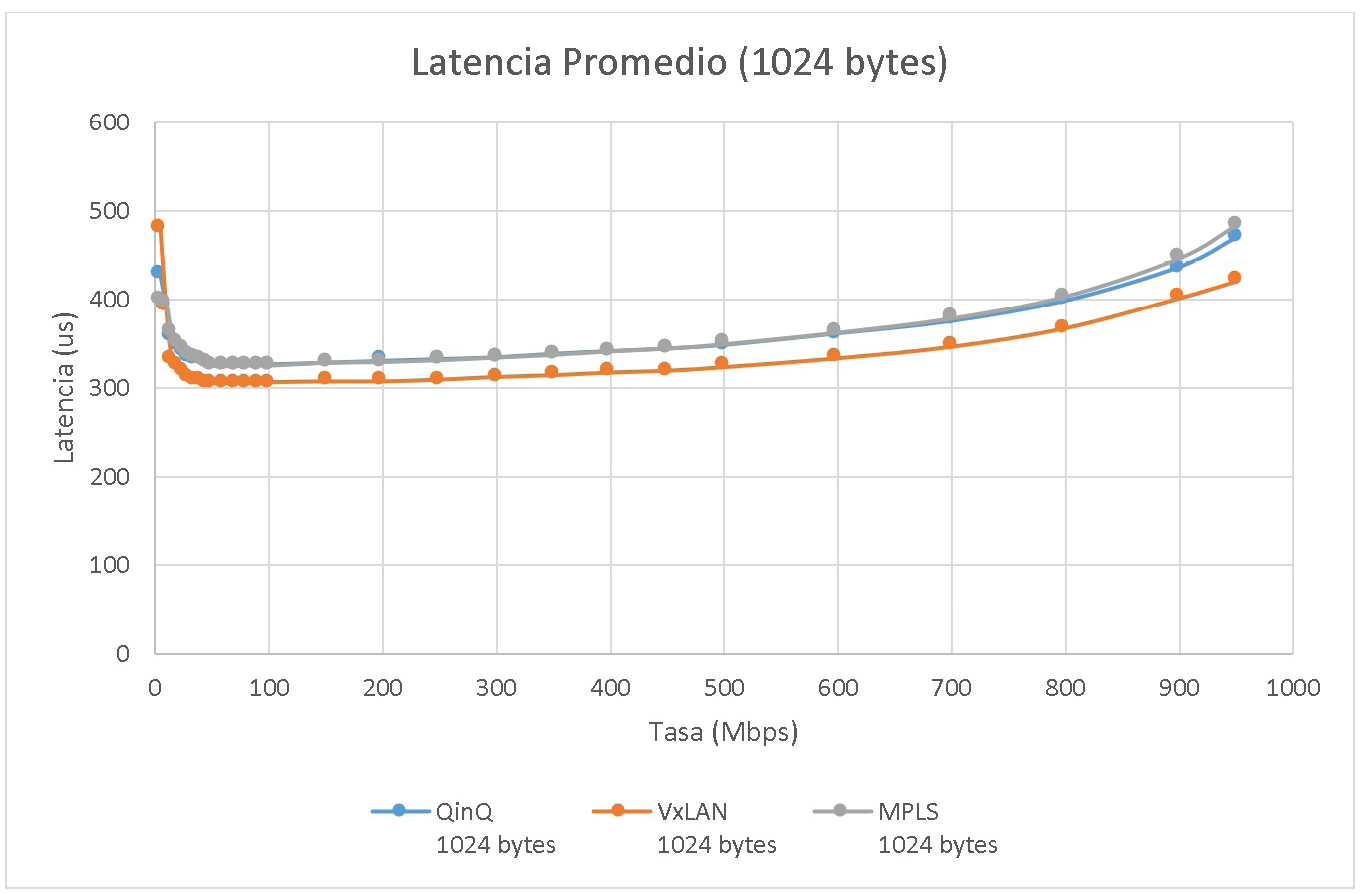 Latencia Promedio (1024 bytes)
600
500
400
300
200
100
0
Latencia (us)
0 100 200 300 400 500 600 700 800 900 1000
Tasa (Mbps)
QinQ VxLAN MPLS
1024 bytes 1024 bytes 1024 bytes